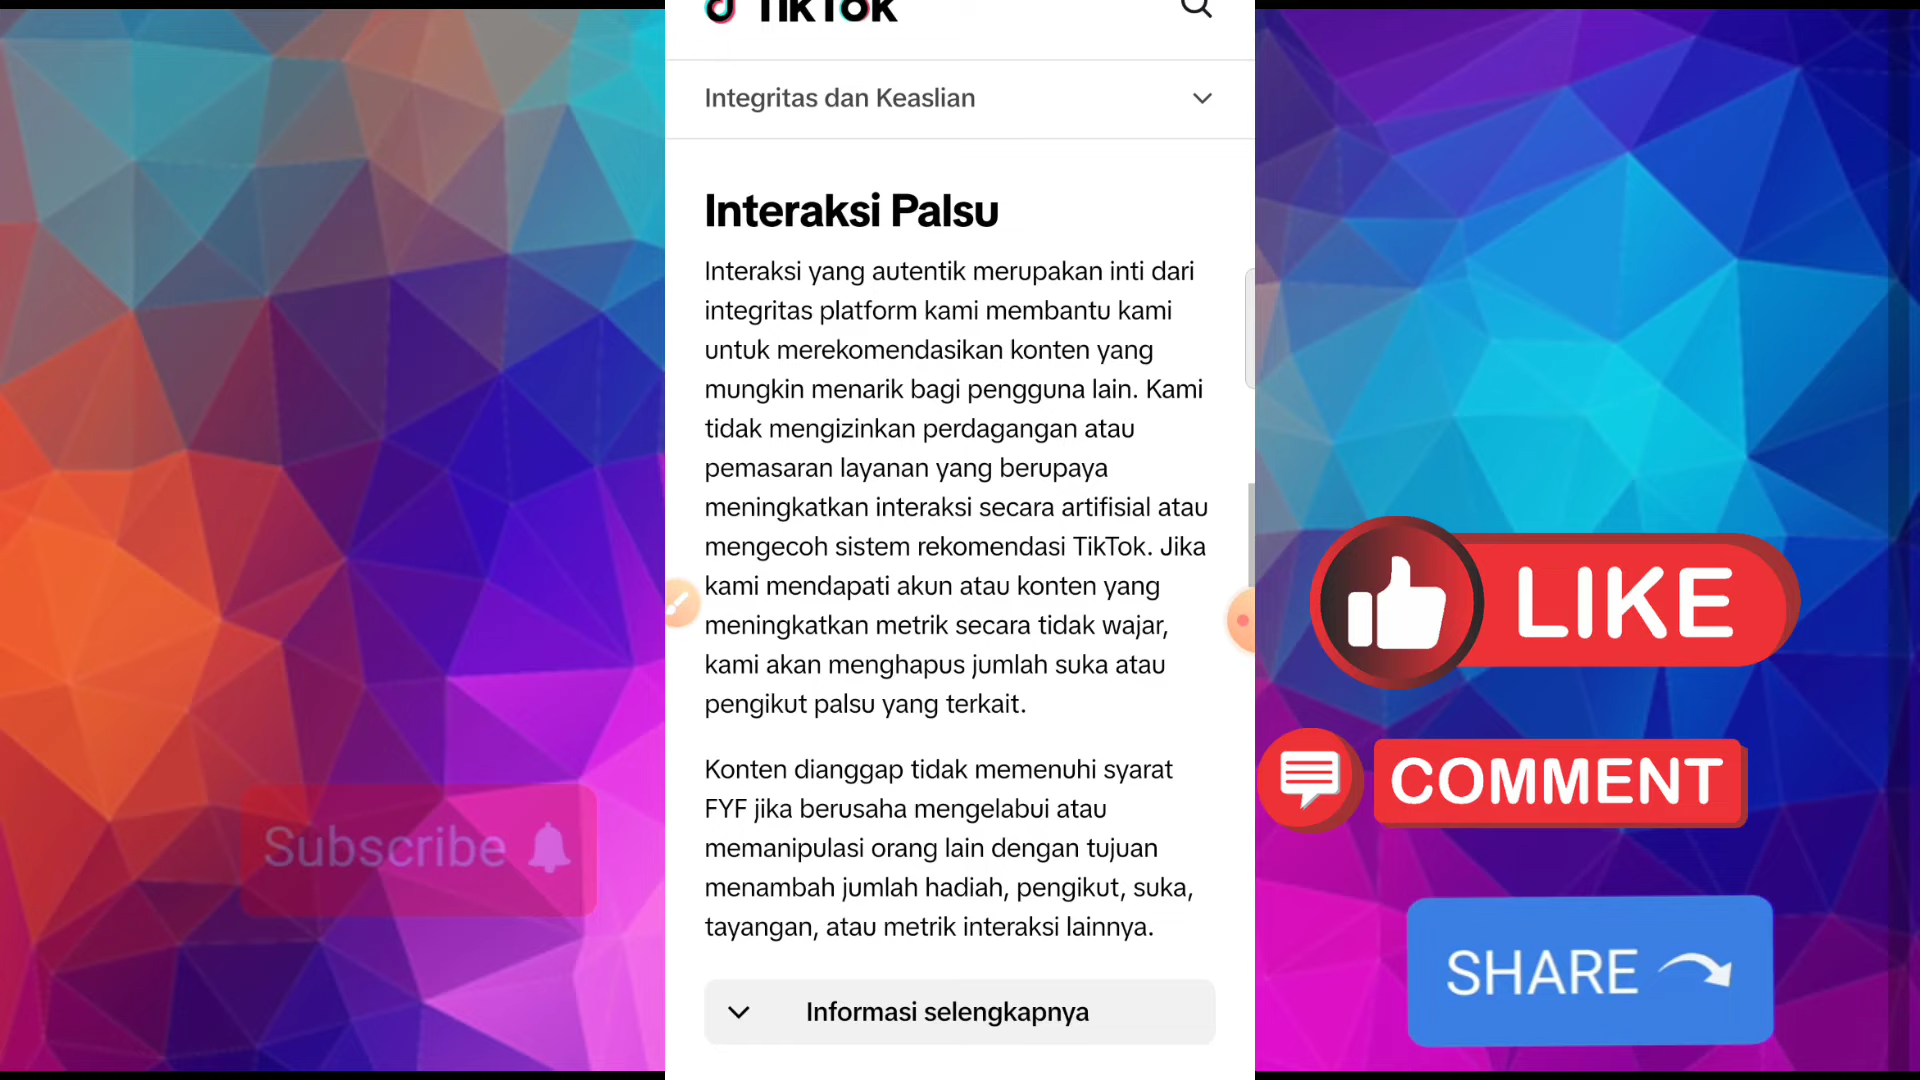 TikTok
Integritas dan Keaslian
Interaksi Palsu
Interaksi yang autentik merupakan inti dari
integritas platform kami membantu kami
untuk merekomendasikan konten yang
mungkin menarik bagi pengguna lain. Kami
tidak mengizinkan perdagangan atau
pemasaran layanan yang berupaya
meningkatkan interaksi secara artifisial atau
mengecoh sistem rekomendasi TikTok. Jika
kami mendapati akun atau konten yang
meningkatkan metrik secara tidak wajar,
kami akan menghapus jumlah suka atau
pengikut palsu yang terkait.
Konten dianggap tidak memenuhi syarat
FYF jika berusaha mengelabui atau
memanipulasi orang lain dengan tujuan
menambah jumlah hadiah, pengikut, suka,
tayangan, atau metrik interaksi lainnya.
Informasi selengkapnya
Subscribe
LIKE
COMMENT
SHARE